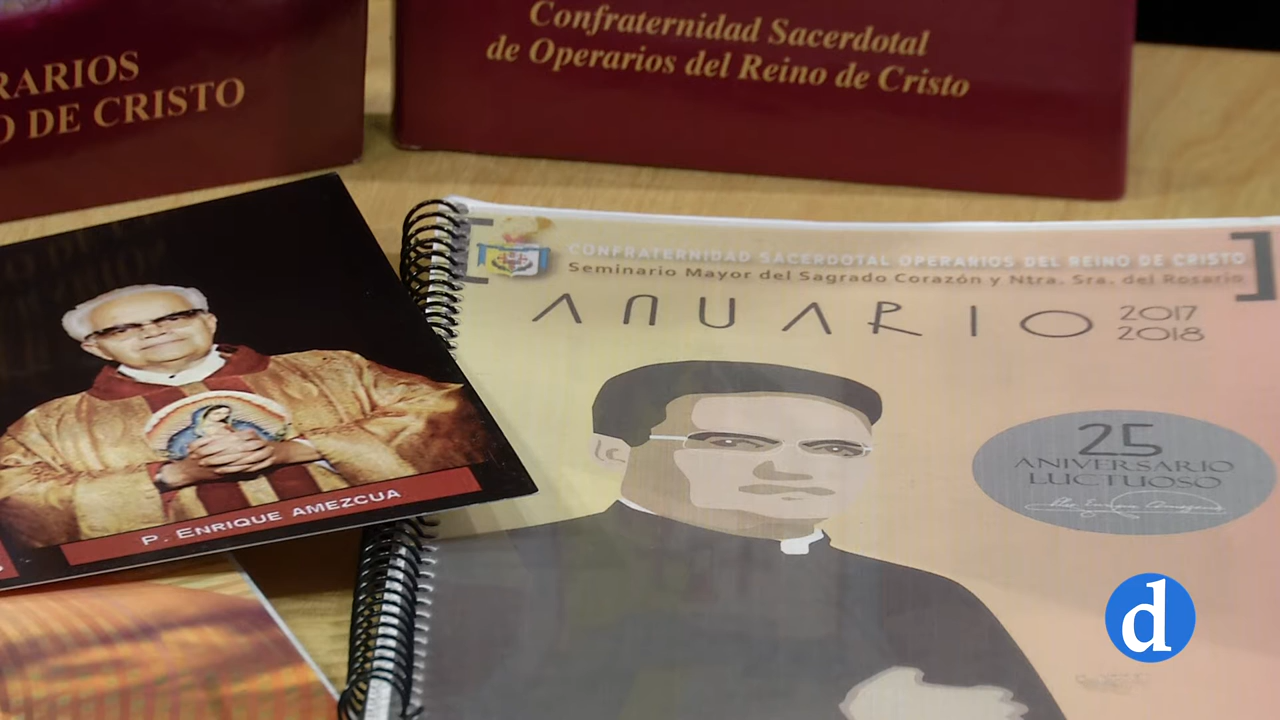 RARIOS
O DE CRISTO
Confraternidad Sacerdotal
de Operarios del Reino de Cristo
CONFRATERNIDAD SACERDOTAL OPERARIOS DEL REINO DE CRISTO
Seminario Mayor del Sagrado Corazón y Ntra. Sra. del Rosario
ANUARIO 2017
2018
25
ANIVERSARIO
LUCTUOSO
P. ENRIQUE AMEZCUA
d